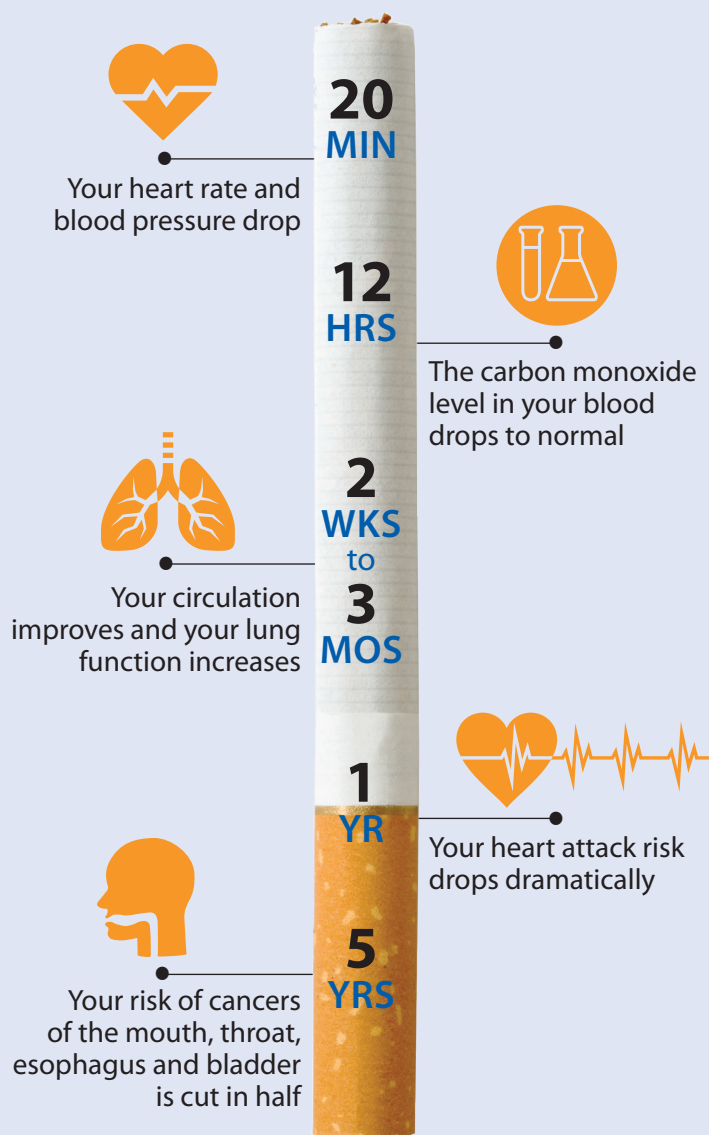 20
MIN
Your heart rate and
blood pressure drop
12
HRS
The carbon monoxide
level in your blood
drops to normal
2
WKS
to
3
MOS
Your circulation
improves and your lung
function increases
1
YR
Your heart attack risk
drops dramatically
5
YRS
Your risk of cancers
of the mouth, throat,
esophagus and bladder
is cut in half